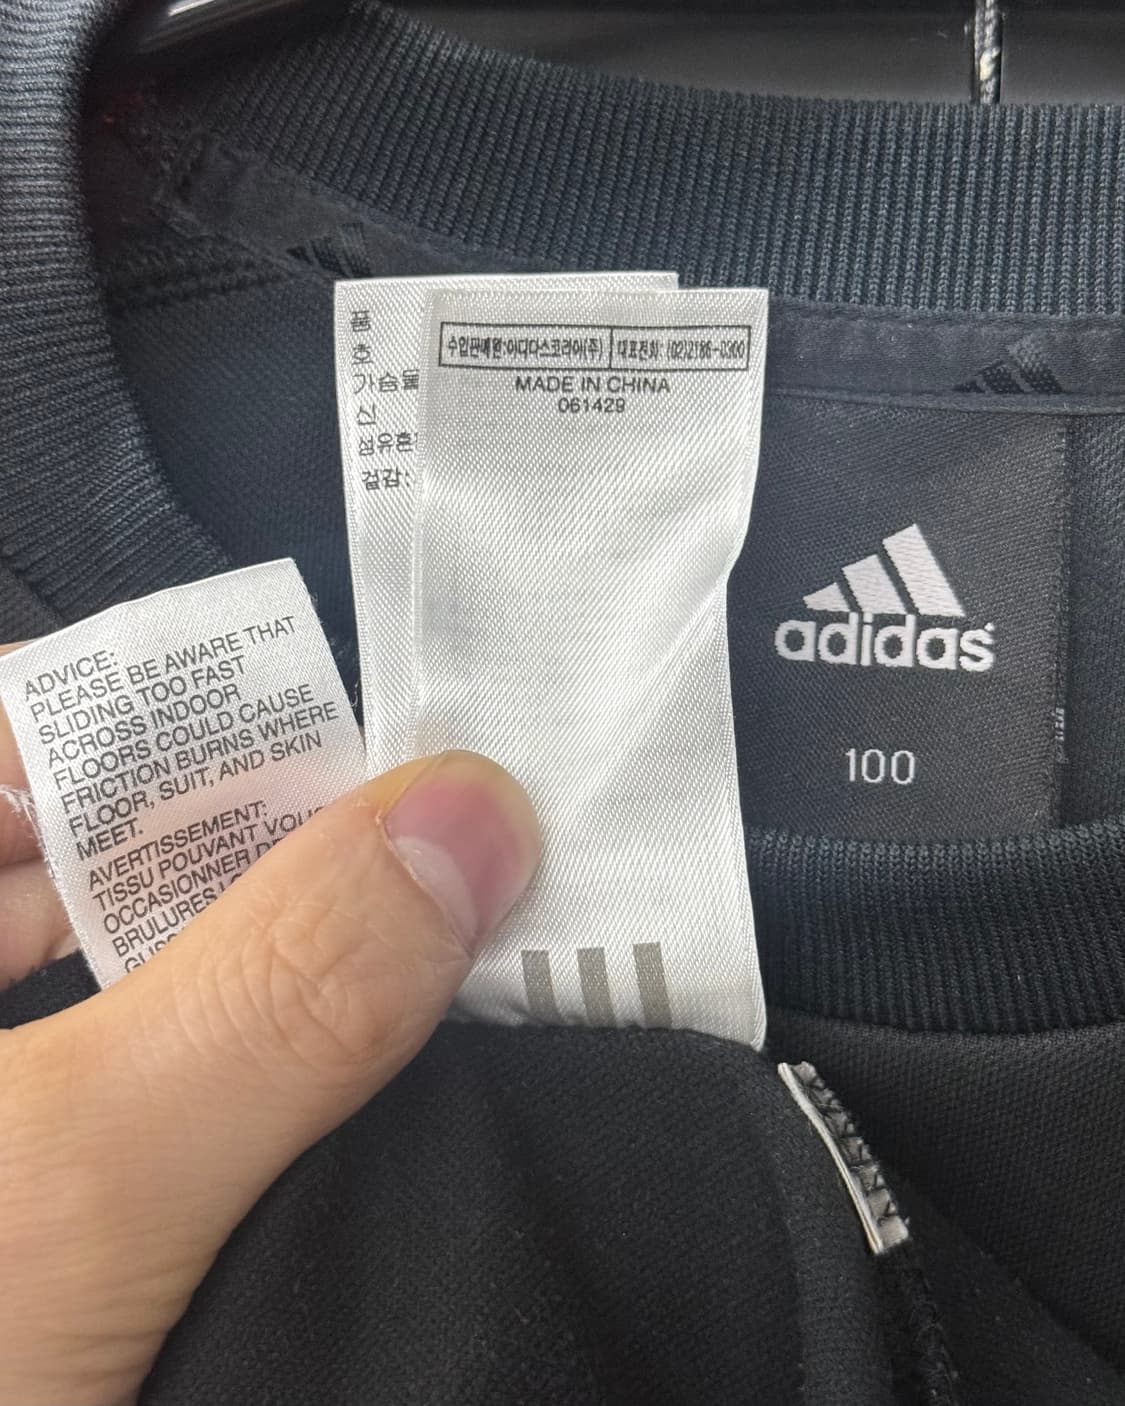 품
호
가슴둘
신
섬유혼
겉감:
수입판매원:아디다스코리아(주) 대표전화: (02)2186-0300
MADE IN CHINA
061429
adidas
100
ADVICE:
PLEASE BE AWARE THAT
SLIDING TOO FAST
ACROSS INDOOR
FLOORS COULD CAUSE
FRICTION BURNS WHERE
FLOOR, SUIT, AND SKIN
MEET.
AVERTISSEMENT:
TISSU POUVANT VOUS
OCCASIONNER
BRULURES